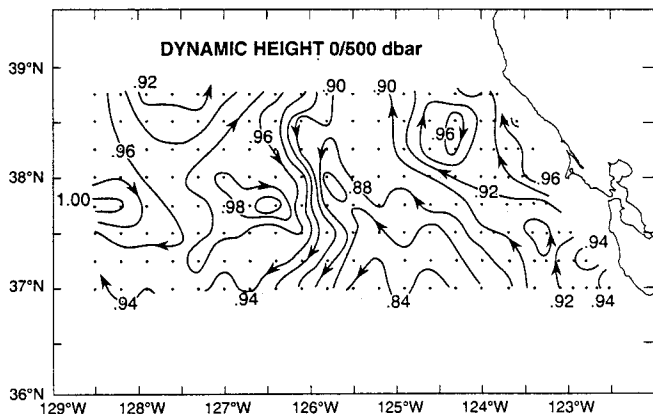 DYNAMIC HEIGHT 0/500 dbar
39°N
.92
.90
.90
.96
.96
.96
38°N
.88
.92
.96
1.00
.98
.94
37°N
.94
.94
.84
.92
.94
36°N
129°W
128°W
127°W
126°W
125°W
124°W
123°W